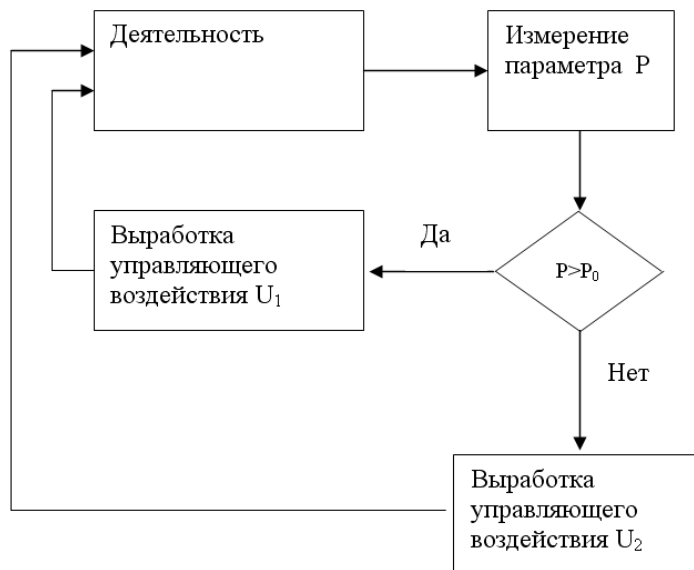 Деятельность
Измерение
параметра P
Выработка
управляющего
воздействия U₁
Да
P>P₀
Нет
Выработка
управляющего
воздействия U₂